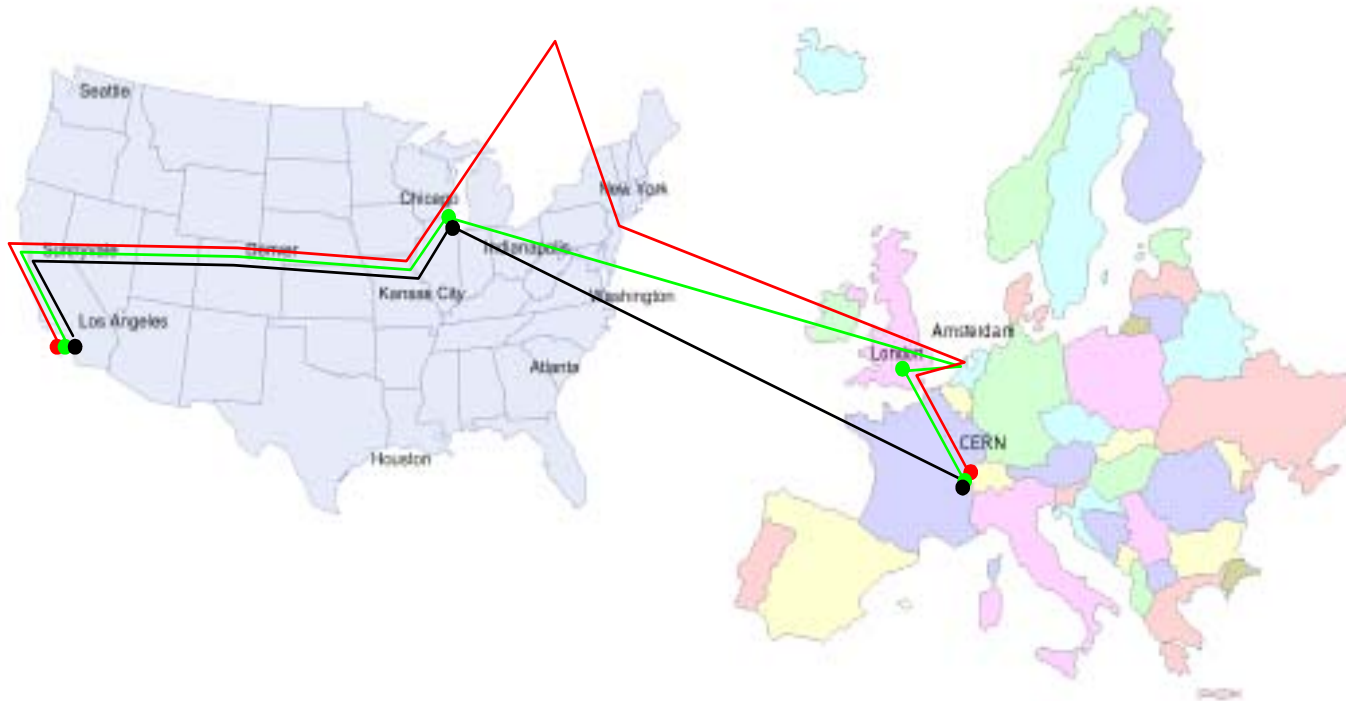 Seattle
Chicago
New York
Sunnyvale
Denver
Indianapolis
Kansas City
Washington
Los Angeles
Atlanta
Houston
Amsterdam
London
CERN